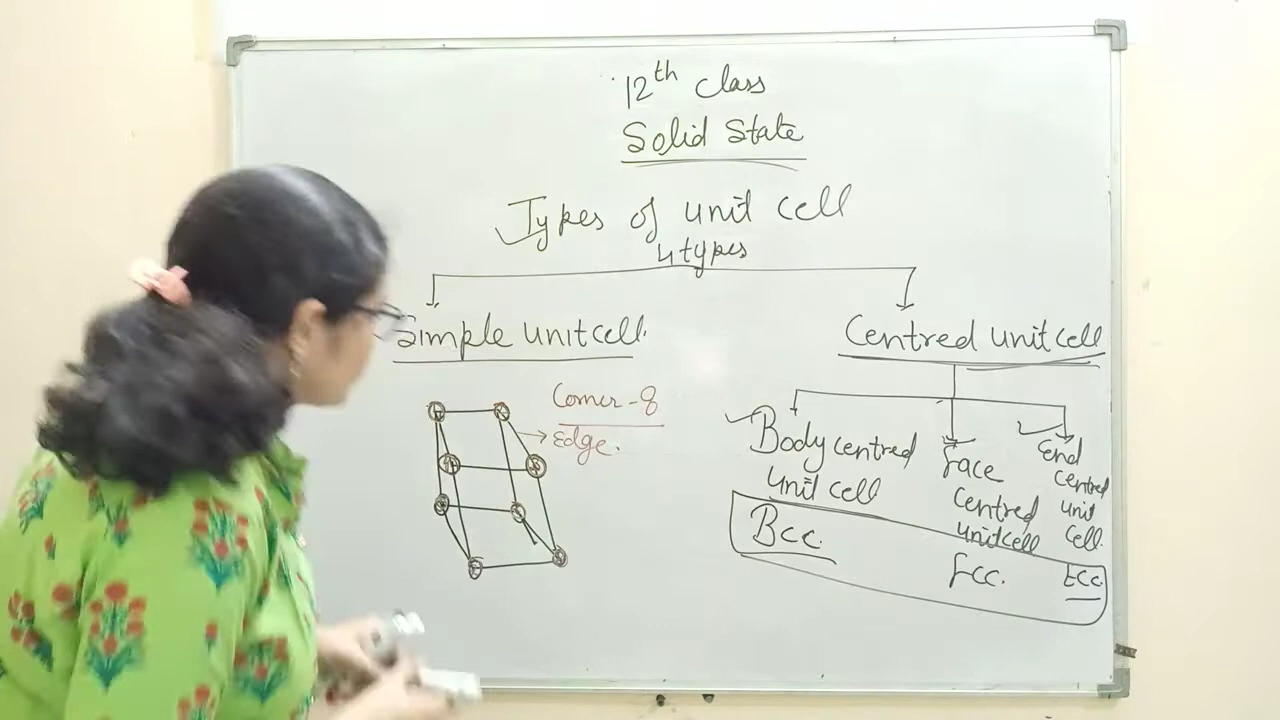 12th class
Solid State
Types of unit cell
4 types
Simple unit cell.
Centred unit cell
Corner - 8
Edge.
Body centred
unit cell
Bcc.
face
centred
unitcell
fcc.
End
centred
unit
cell.
Ecc.